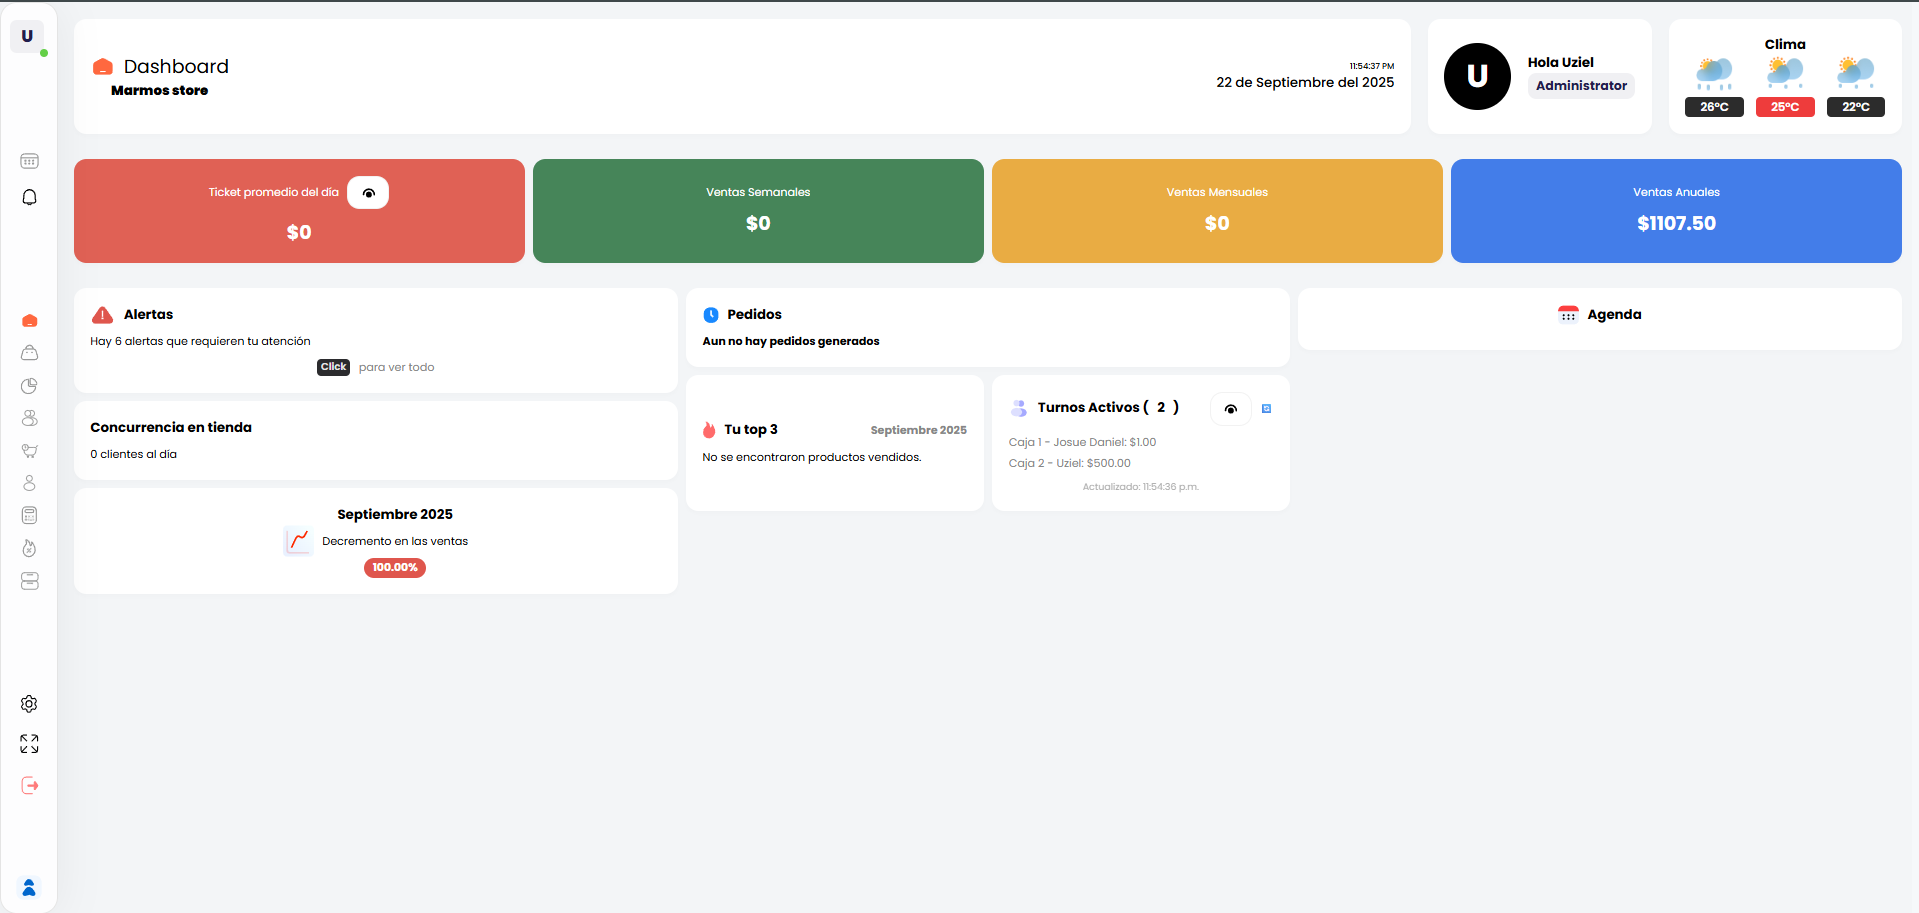 U
Dashboard
Marmos store
11:54:37 PM
22 de Septiembre del 2025
U
Hola Uziel
Administrator
Clima
26°C
25°C
22°C
Ticket promedio del día
$0
Ventas Semanales
$0
Ventas Mensuales
$0
Ventas Anuales
$1107.50
Alertas
Hay 6 alertas que requieren tu atención
Click para ver todo
Concurrencia en tienda
0 clientes al día
Septiembre 2025
Decremento en las ventas
100.00%
Pedidos
Aun no hay pedidos generados
Tu top 3
Septiembre 2025
No se encontraron productos vendidos.
Turnos Activos ( 2 )
Caja 1 - Josue Daniel: $1.00
Caja 2 - Uziel: $500.00
Actualizado: 11:54:36 p.m.
Agenda